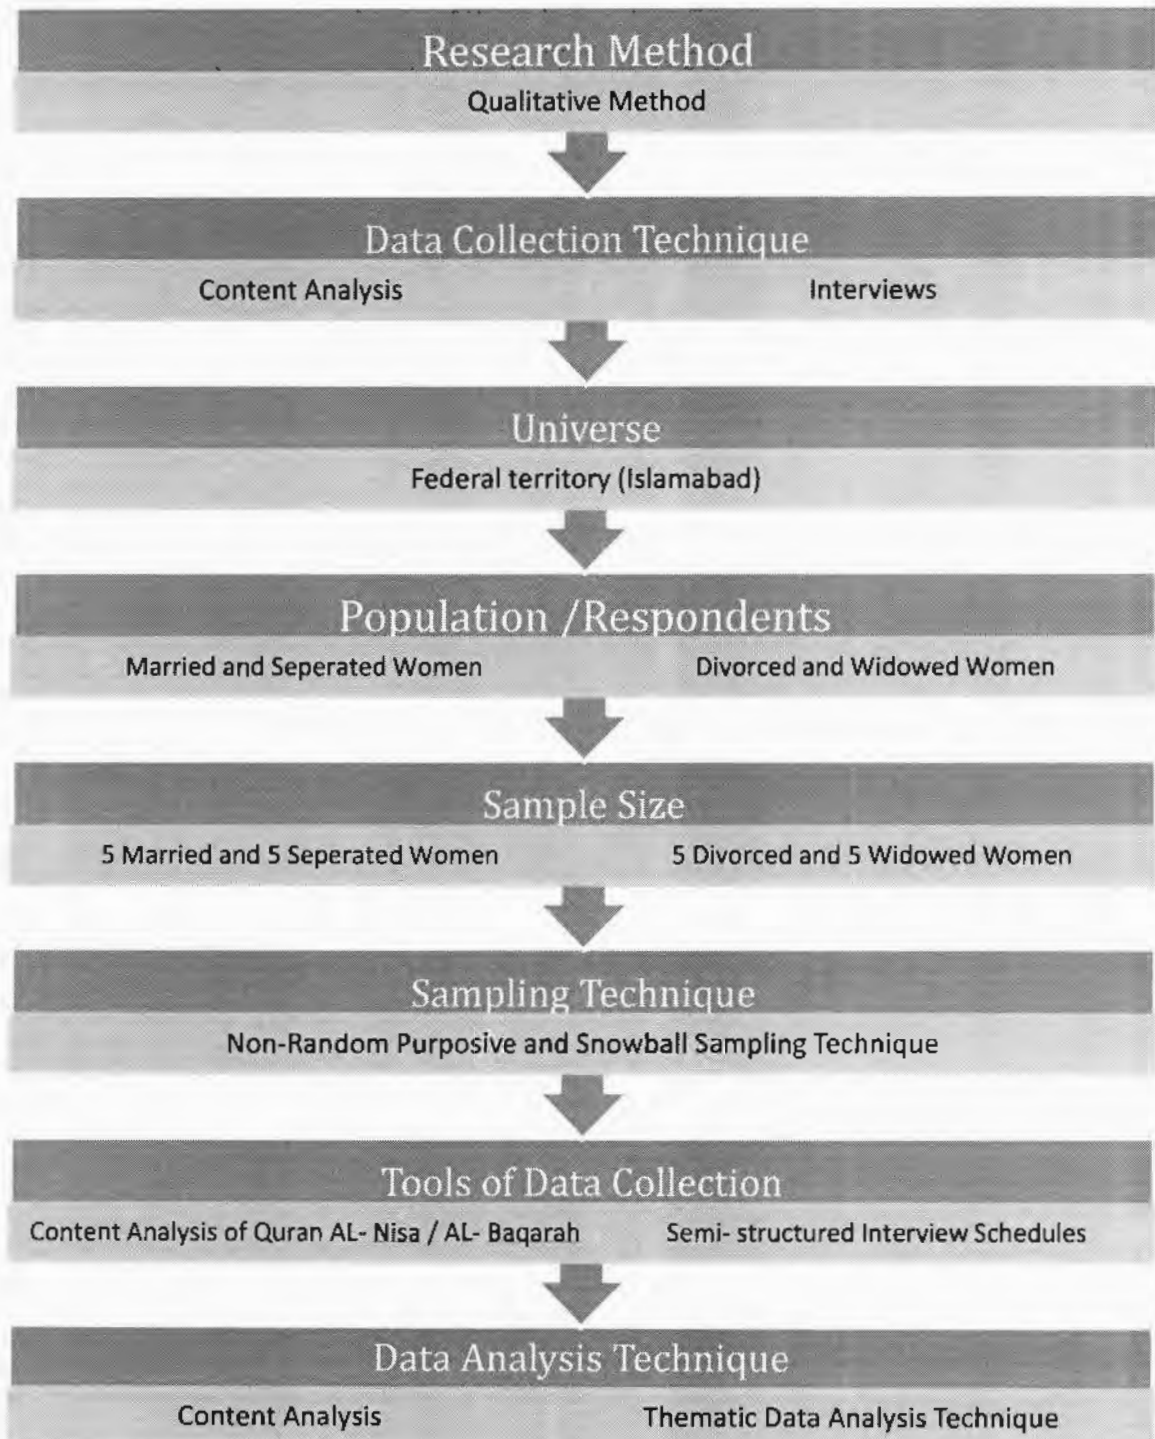 Research Method
Qualitative Method
Data Collection Technique
Content Analysis Interviews
Universe
Federal territory (Islamabad)
Population /Respondents
Married and Seperated Women Divorced and Widowed Women
Sample Size
5 Married and 5 Seperated Women 5 Divorced and 5 Widowed Women
Sampling Technique
Non-Random Purposive and Snowball Sampling Technique
Tools of Data Collection
Content Analysis of Quran AL- Nisa / AL- Baqarah Semi- structured Interview Schedules
Data Analysis Technique
Content Analysis Thematic Data Analysis Technique